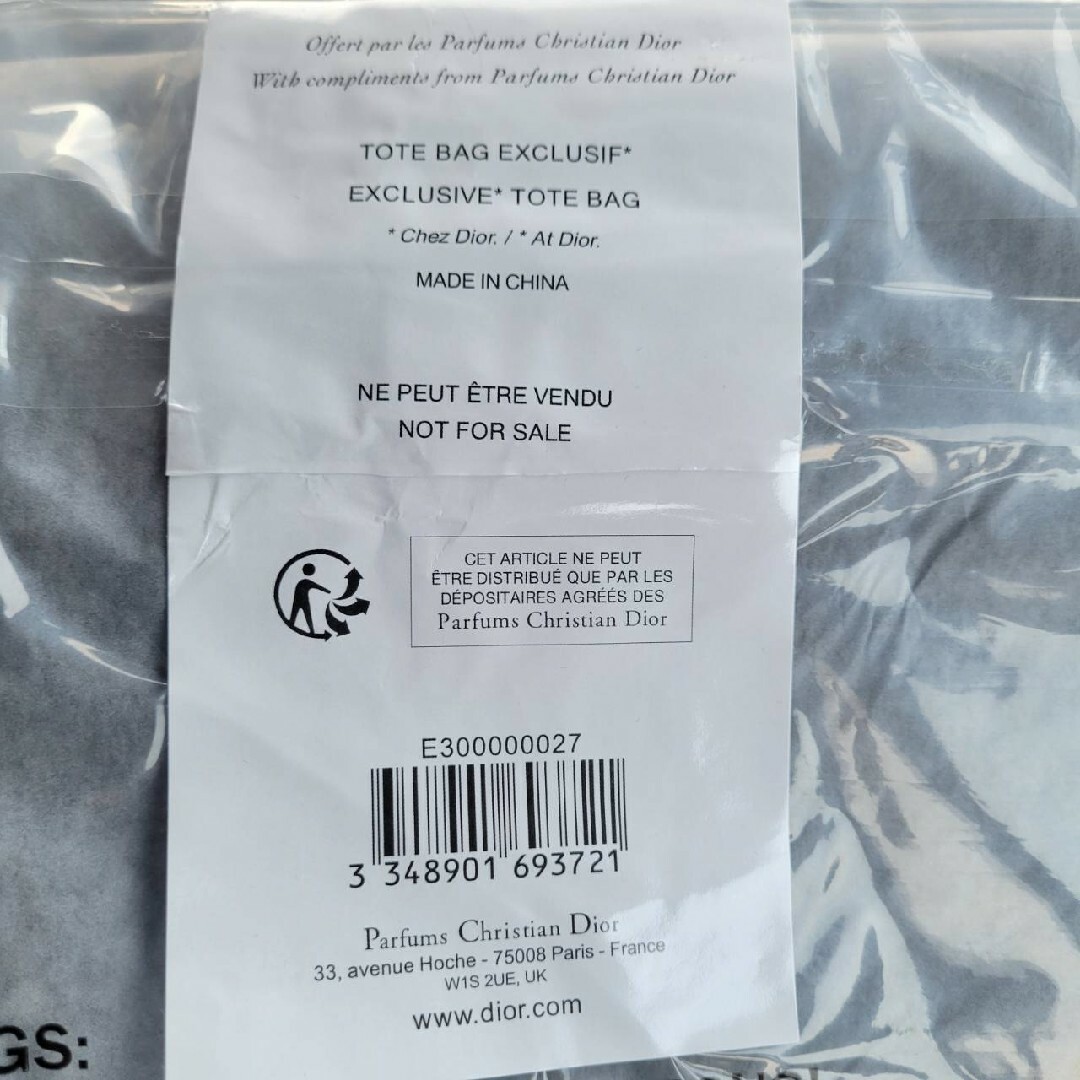 Offert par les Parfums Christian Dior
With compliments from Parfums Christian Dior
TOTE BAG EXCLUSIF*
EXCLUSIVE* TOTE BAG
* Chez Dior. / * At Dior.
MADE IN CHINA
NE PEUT ÊTRE VENDU
NOT FOR SALE
CET ARTICLE NE PEUT
ÊTRE DISTRIBUÉ QUE PAR LES
DÉPOSITAIRES AGRÉÉS DES
Parfums Christian Dior
E300000027
3 348901 693721
Parfums Christian Dior
33, avenue Hoche - 75008 Paris - France
W1S 2UE, UK
www.dior.com
GS: